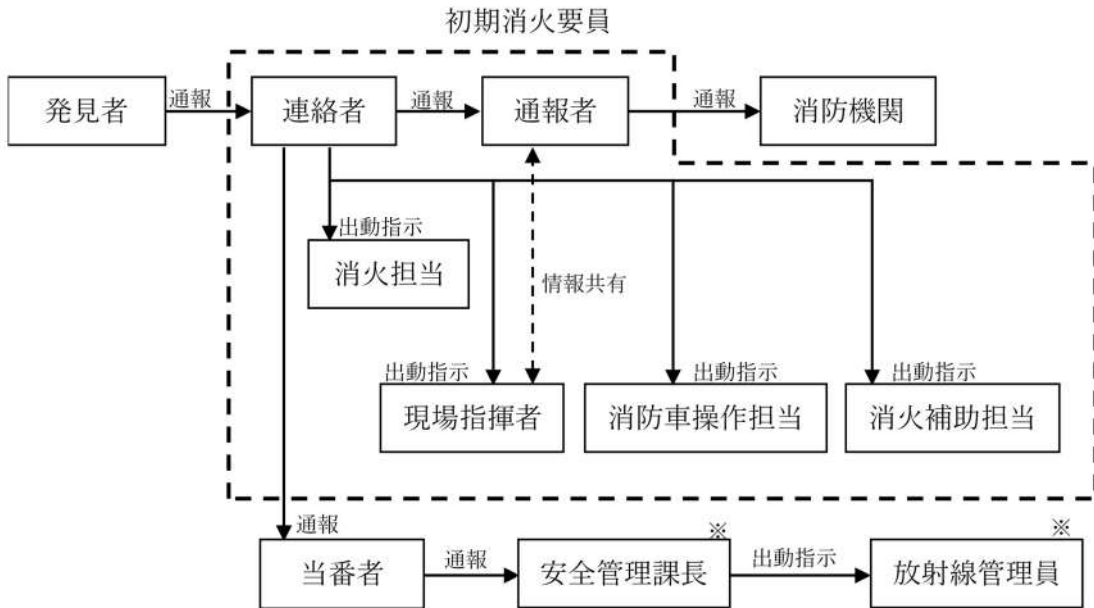 初期消火要員
発見者
通報
連絡者
通報
通報者
通報
消防機関
出動指示
消火担当
情報共有
出動指示
出動指示
出動指示
現場指揮者
消防車操作担当
消火補助担当
通報
※
※
当番者
通報
安全管理課長
出動指示
放射線管理員